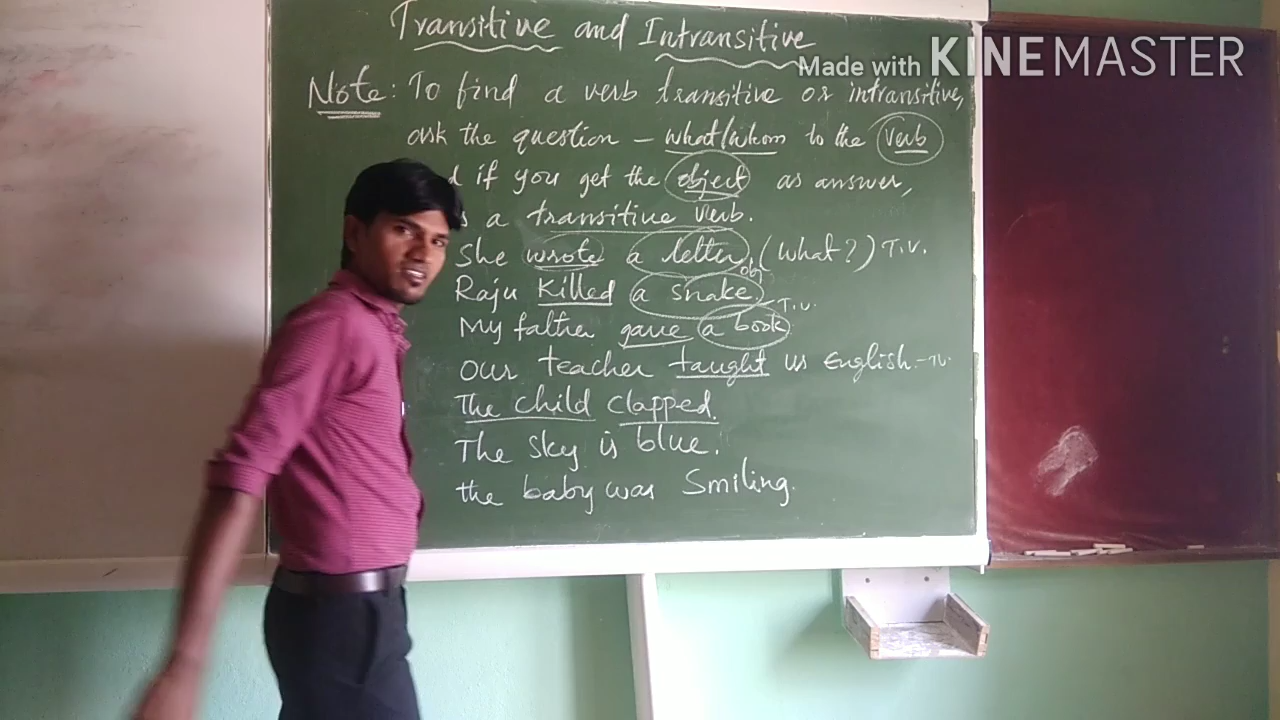 Transitive and Intransitive
Made with KINEMASTER
Note: To find a verb transitive or intransitive,
ask the question - what/whom to the verb
if you get the object as answer,
a transitive verb.
She wrote a letter. (what?) T.V.
obj
Raju killed a snake. T.V.
My father gave a book
Our teacher taught us English. - TV.
The child clapped.
The sky is blue.
the baby was smiling.